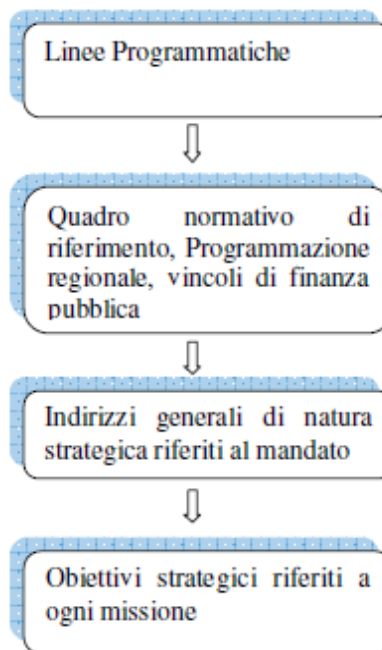 Linee Programmatiche
Quadro normativo di
riferimento, Programmazione
regionale, vincoli di finanza
pubblica
Indirizzi generali di natura
strategica riferiti al mandato
Obiettivi strategici riferiti a
ogni missione